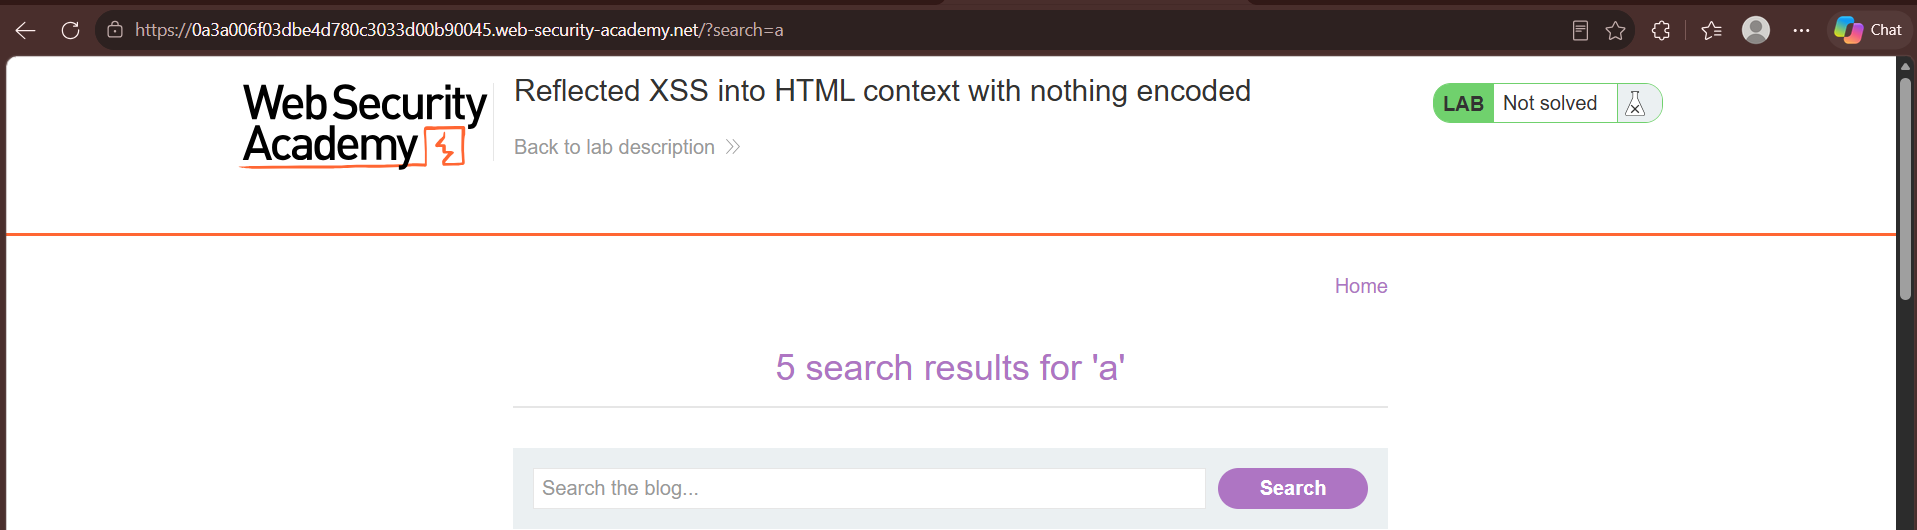 https://0a3a006f03dbe4d780c3033d00b90045.web-security-academy.net/?search=a
Chat
Web Security
Academy
Reflected XSS into HTML context with nothing encoded
Back to lab description
LAB Not solved
Home
5 search results for 'a'
Search the blog...
Search